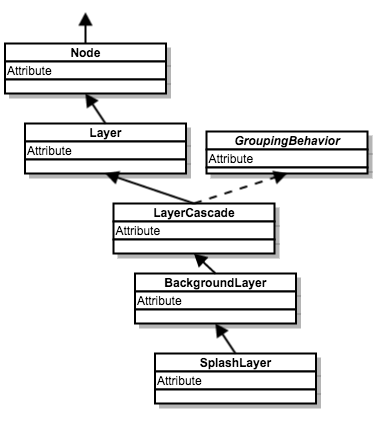 Node
Attribute
Layer
Attribute
GroupingBehavior
Attribute
LayerCascade
Attribute
BackgroundLayer
Attribute
SplashLayer
Attribute